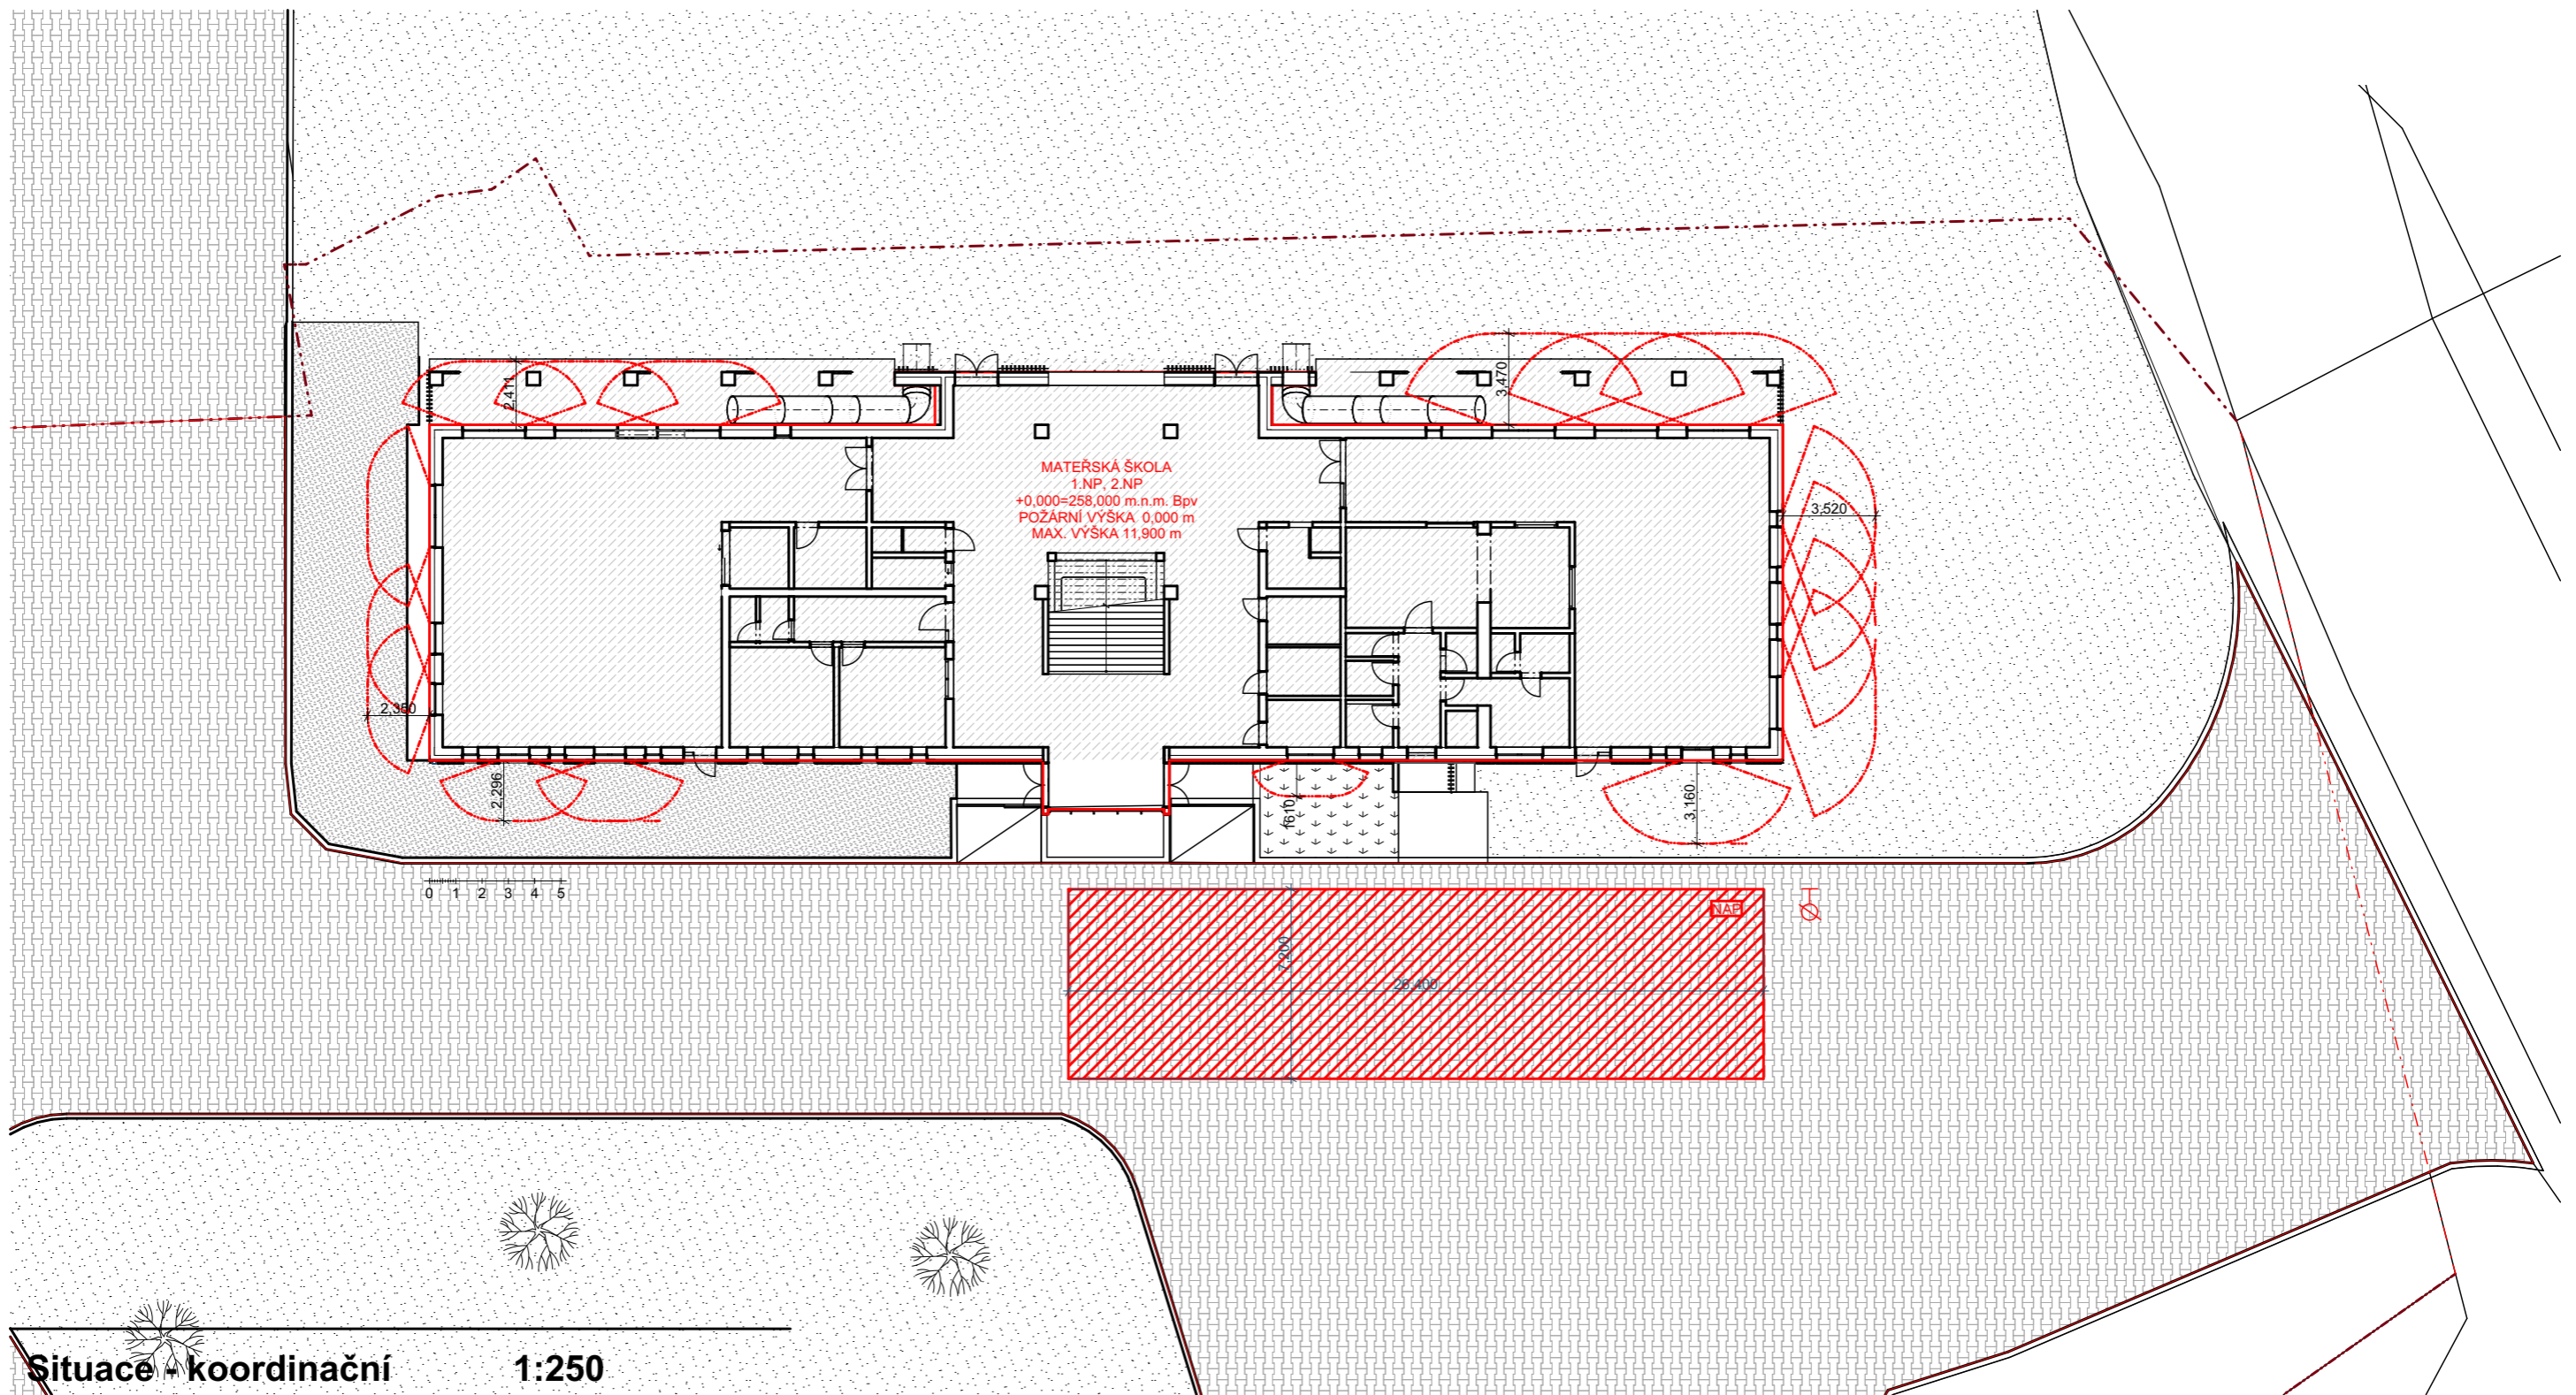 2,411
3,470
MATEŘSKÁ ŠKOLA
1.NP, 2.NP
+0,000=258,000 m.n.m. Bpv
POŽÁRNÍ VÝŠKA 0,000 m
MAX. VÝŠKA 11,900 m
3,520
2,350
2,296
1610
3,160
0 1 2 3 4 5
NAP
7,200
26,400
Situace - koordinační 1:250